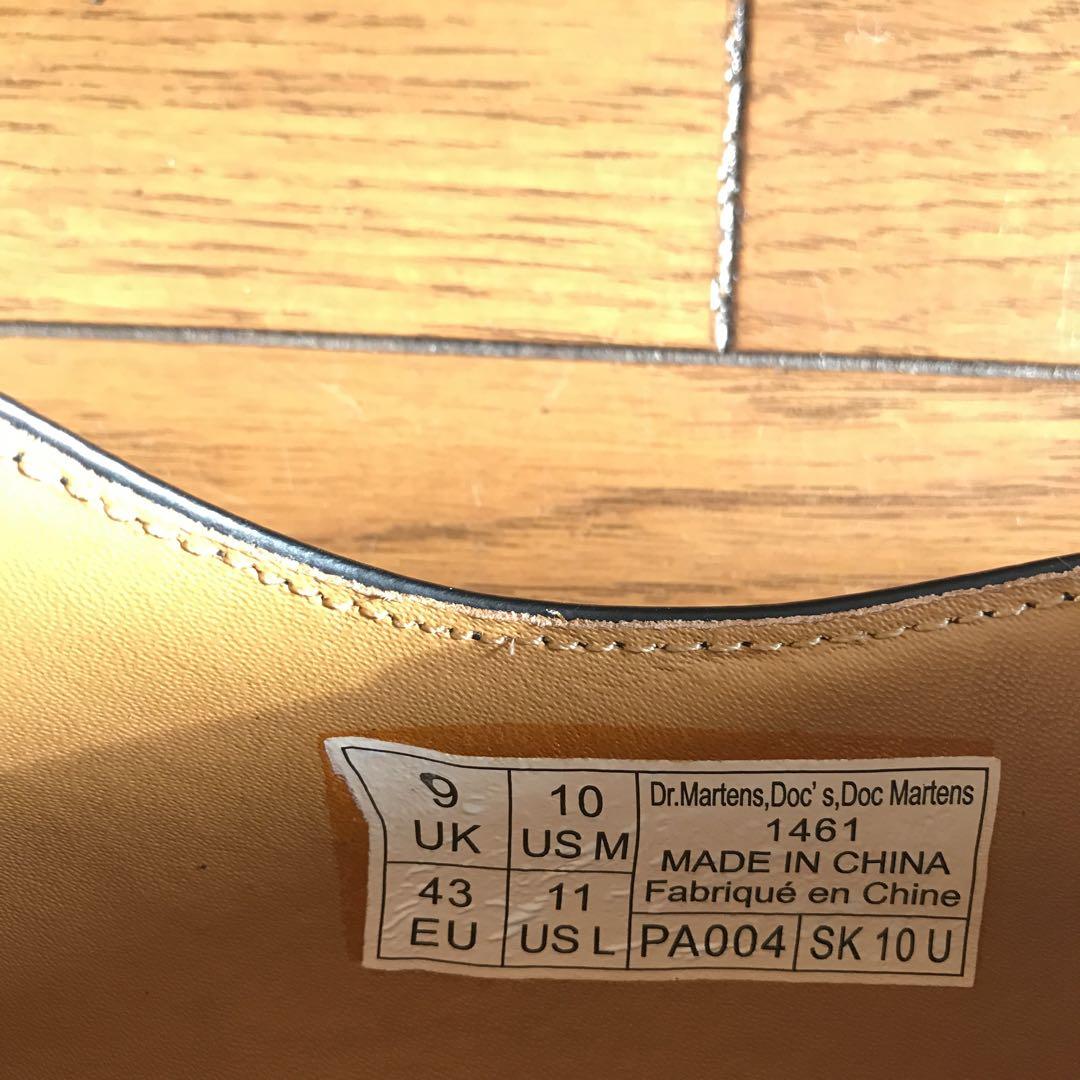 9
UK
10
US M
43
EU
11
US L
Dr.Martens,Doc's,Doc Martens
1461
MADE IN CHINA
Fabriqué en Chine
PA004
SK 10 U